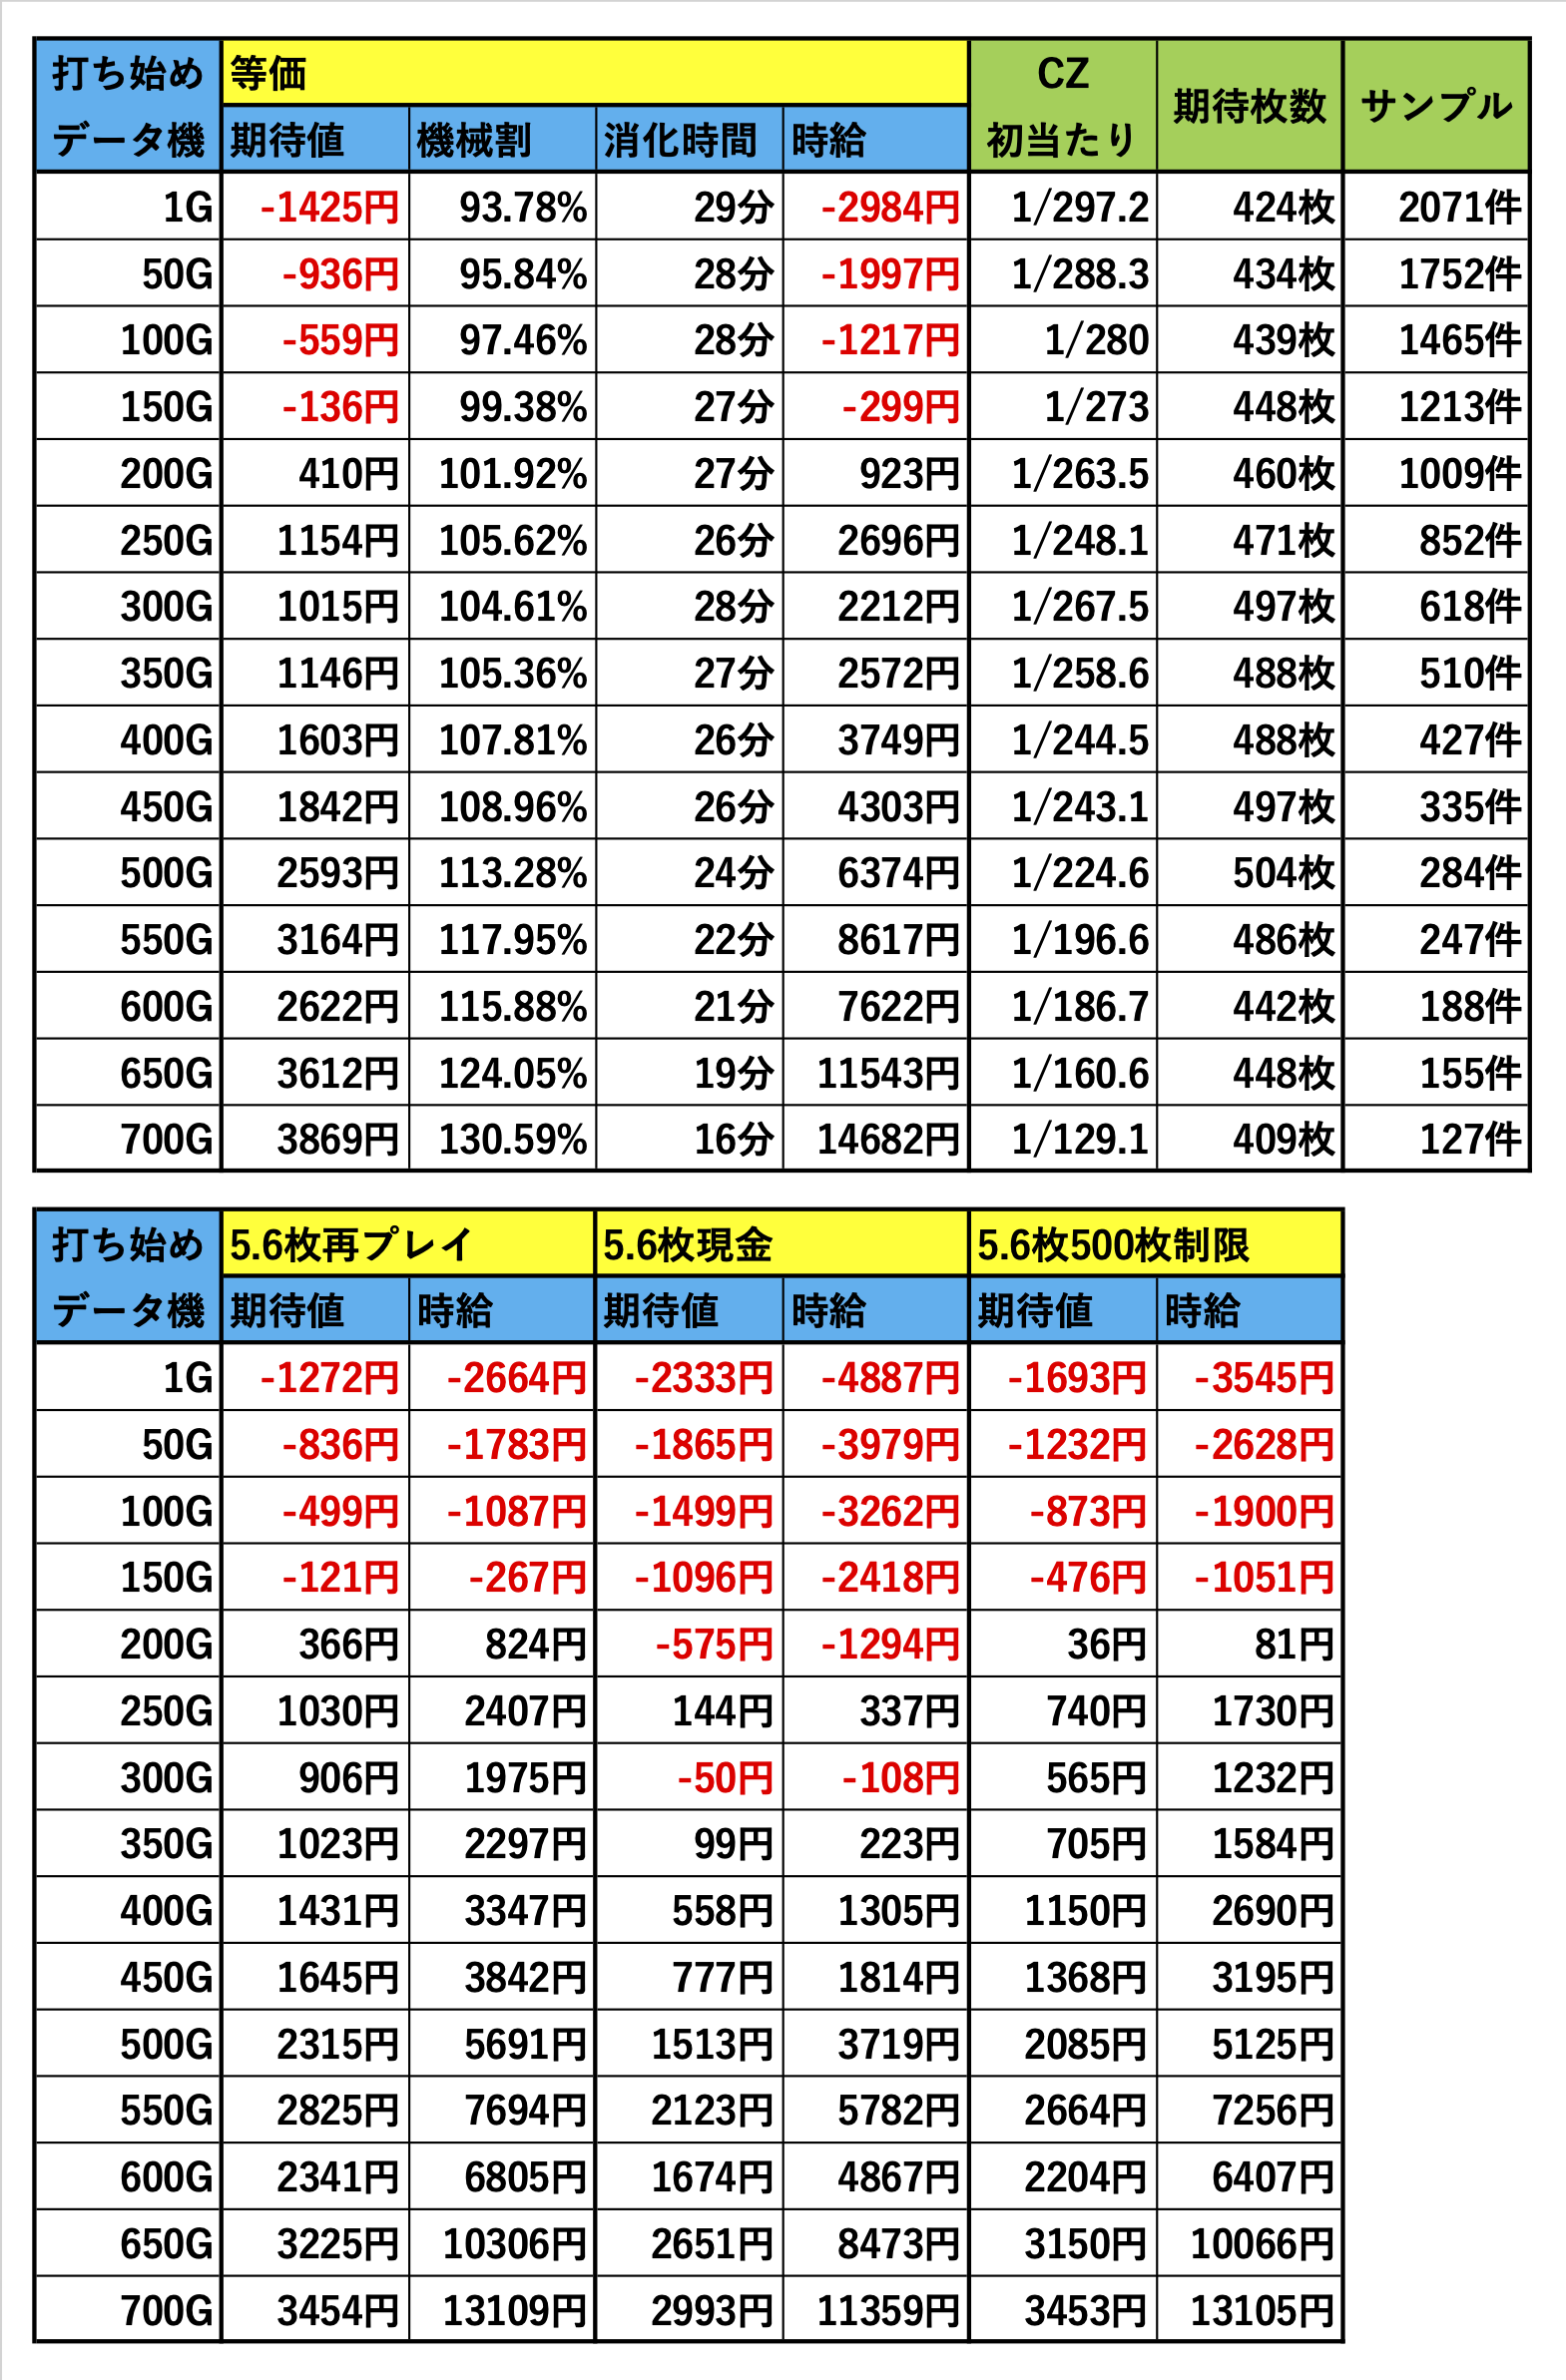 打ち始め 等価 CZ 期待枚数 サンプル
データ機 期待値 機械割 消化時間 時給 初当たり
1G -1425円 93.78% 29分 -2984円 1/297.2 424枚 2071件
50G -936円 95.84% 28分 -1997円 1/288.3 434枚 1752件
100G -559円 97.46% 28分 -1217円 1/280 439枚 1465件
150G -136円 99.38% 27分 -299円 1/273 448枚 1213件
200G 410円 101.92% 27分 923円 1/263.5 460枚 1009件
250G 1154円 105.62% 26分 2696円 1/248.1 471枚 852件
300G 1015円 104.61% 28分 2212円 1/267.5 497枚 618件
350G 1146円 105.36% 27分 2572円 1/258.6 488枚 510件
400G 1603円 107.81% 26分 3749円 1/244.5 488枚 427件
450G 1842円 108.96% 26分 4303円 1/243.1 497枚 335件
500G 2593円 113.28% 24分 6374円 1/224.6 504枚 284件
550G 3164円 117.95% 22分 8617円 1/196.6 486枚 247件
600G 2622円 115.88% 21分 7622円 1/186.7 442枚 188件
650G 3612円 124.05% 19分 11543円 1/160.6 448枚 155件
700G 3869円 130.59% 16分 14682円 1/129.1 409枚 127件
打ち始め 5.6枚再プレイ 5.6枚現金 5.6枚500枚制限
データ機 期待値 時給 期待値 時給 期待値 時給
1G -1272円 -2664円 -2333円 -4887円 -1693円 -3545円
50G -836円 -1783円 -1865円 -3979円 -1232円 -2628円
100G -499円 -1087円 -1499円 -3262円 -873円 -1900円
150G -121円 -267円 -1096円 -2418円 -476円 -1051円
200G 366円 824円 -575円 -1294円 36円 81円
250G 1030円 2407円 144円 337円 740円 1730円
300G 906円 1975円 -50円 -108円 565円 1232円
350G 1023円 2297円 99円 223円 705円 1584円
400G 1431円 3347円 558円 1305円 1150円 2690円
450G 1645円 3842円 777円 1814円 1368円 3195円
500G 2315円 5691円 1513円 3719円 2085円 5125円
550G 2825円 7694円 2123円 5782円 2664円 7256円
600G 2341円 6805円 1674円 4867円 2204円 6407円
650G 3225円 10306円 2651円 8473円 3150円 10066円
700G 3454円 13109円 2993円 11359円 3453円 13105円